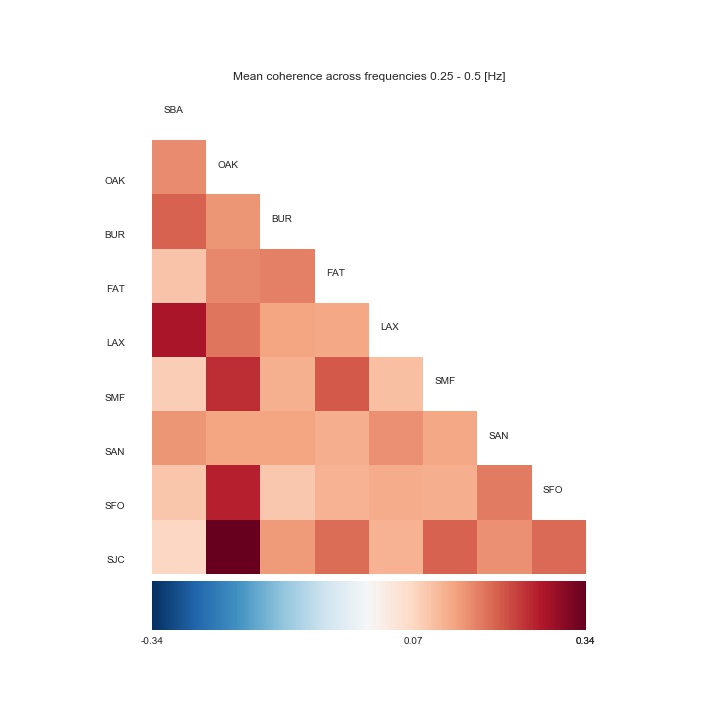 Mean coherence across frequencies 0.25 - 0.5 [Hz]
SBA
OAK
OAK
BUR
BUR
FAT
FAT
LAX
LAX
SMF
SMF
SAN
SAN
SFO
SFO
SJC
-0.34 0.07 0.34